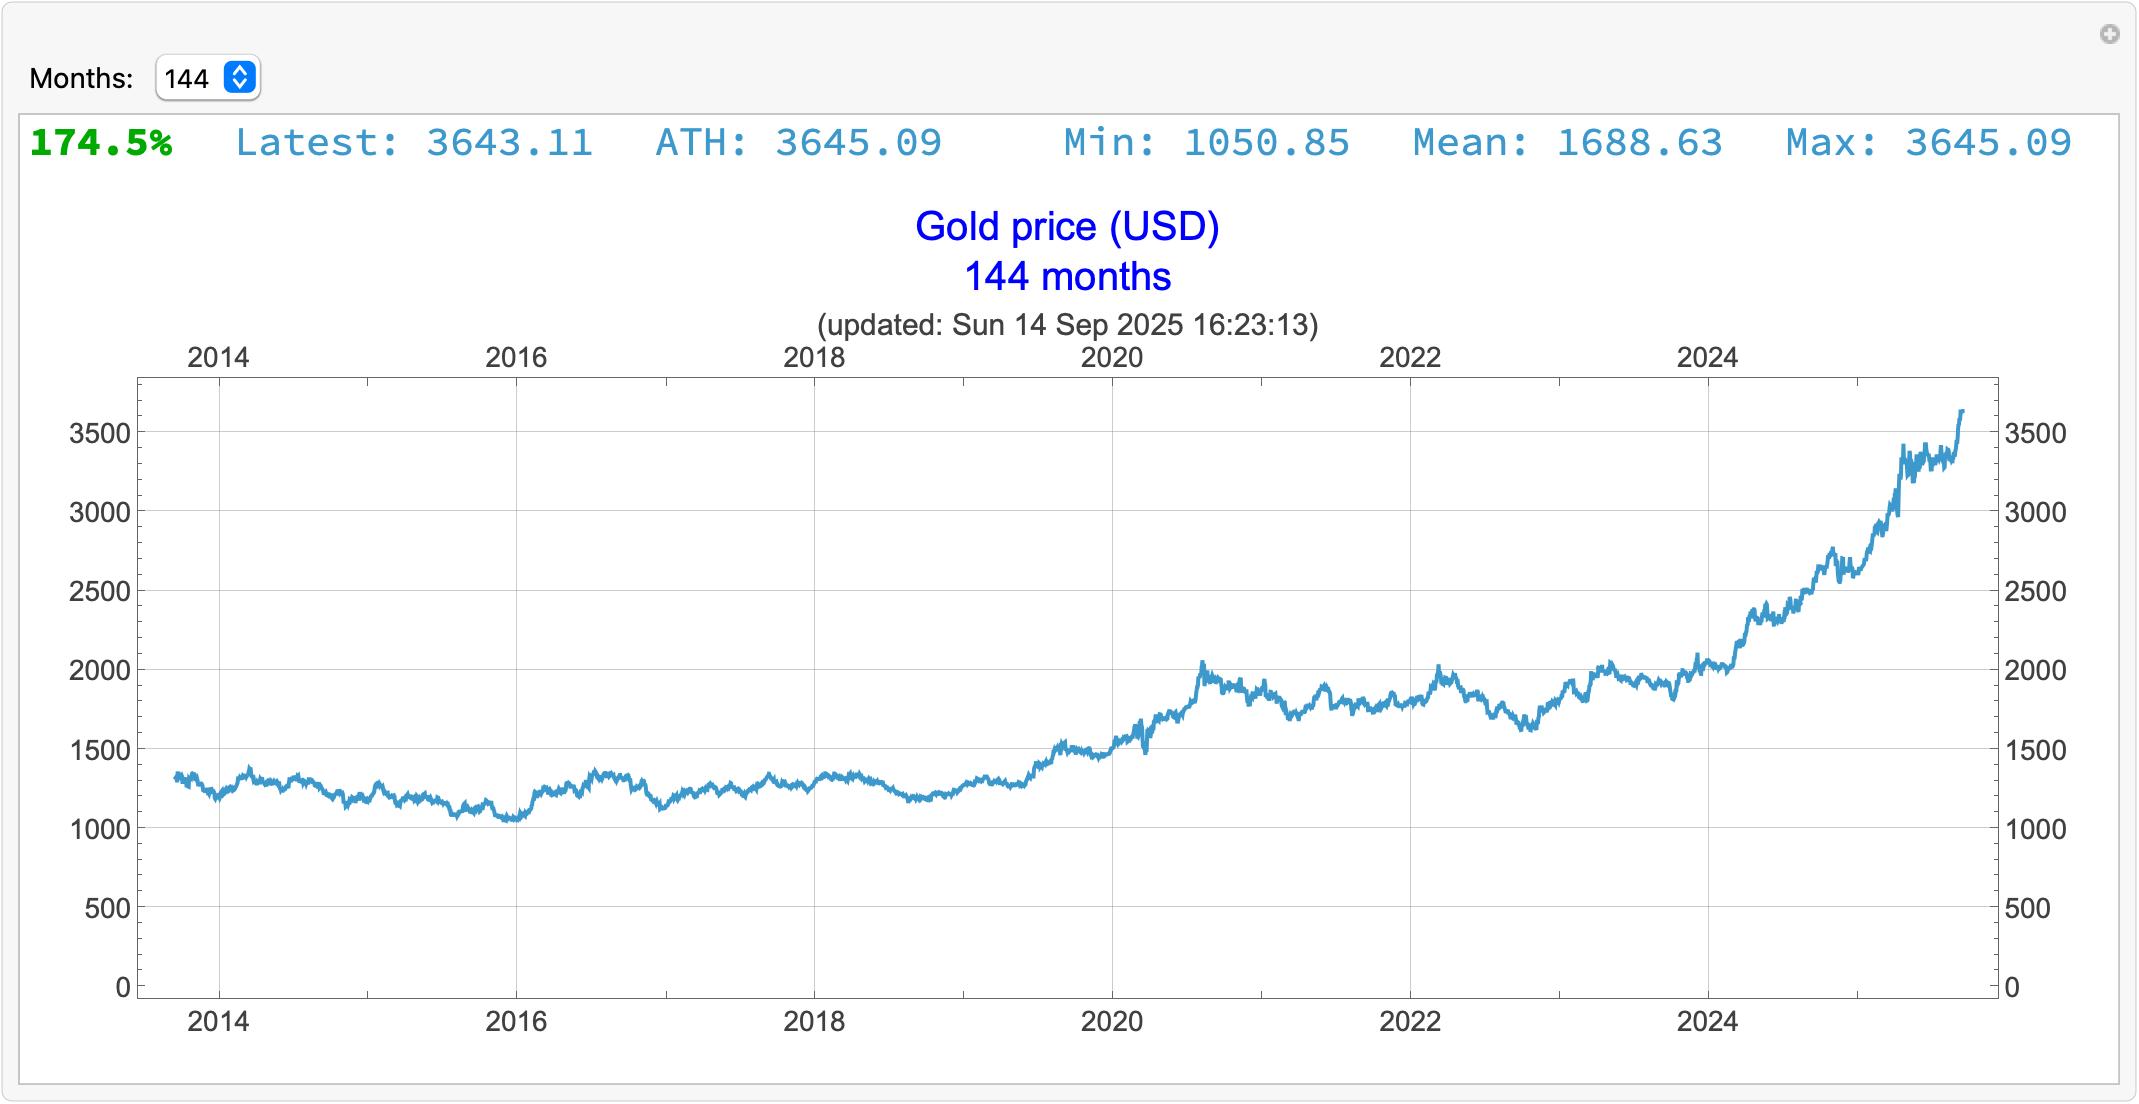 Months: 144
174.5% Latest: 3643.11 ATH: 3645.09 Min: 1050.85 Mean: 1688.63 Max: 3645.09
Gold price (USD)
144 months
(updated: Sun 14 Sep 2025 16:23:13)
2014 2016 2018 2020 2022 2024
3500 3500
3000 3000
2500 2500
2000 2000
1500 1500
1000 1000
500 500
0 0
2014 2016 2018 2020 2022 2024